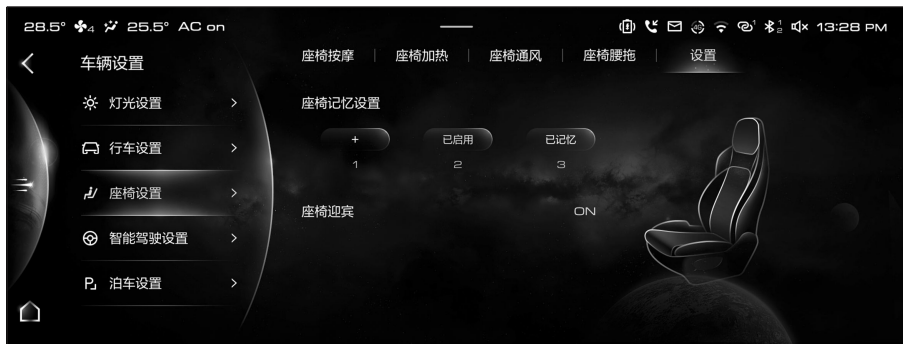 28.5° 4 25.5° AC on 13:28 PM
车辆设置
座椅按摩 座椅加热 座椅通风 座椅腰拖 设置
灯光设置
行车设置
座椅设置
智能驾驶设置
泊车设置
座椅记忆设置
+ 已启用 已记忆
1 2 3
座椅迎宾 ON